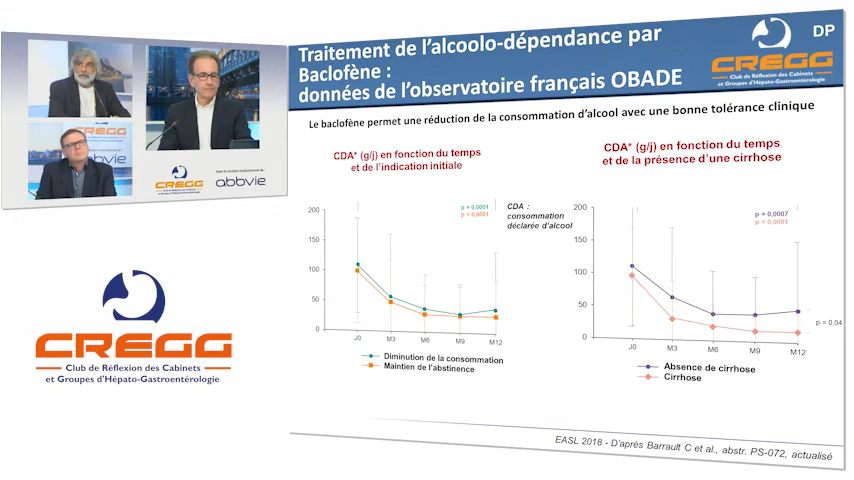 Traitement de l'alcoolo-dépendance par
Baclofène :
données de l'observatoire français OBADE
DP
CREGG
Club de Réflexion des Cabinets
et Groupes d'Hépato-Gastroentérologie
Le baclofène permet une réduction de la consommation d'alcool avec une bonne tolérance clinique
CDA* (g/j) en fonction du temps
et de l'indication initiale
200
150
100
50
0
p = 0,0001
p < 0,0001
J0
M3
M6
M9
M12
Diminution de la consommation
Maintien de l'abstinence
CDA :
consommation
déclarée d'alcool
CDA* (g/j) en fonction du temps
et de la présence d'une cirrhose
200
150
100
50
0
p = 0,0007
p < 0,0001
p = 0,04
J0
M3
M6
M9
M12
Absence de cirrhose
Cirrhose
EASL 2018 - D'après Barrault C et al., abstr. PS-072, actualisé
CREGG
abbvie
CREGG
abbvie
CREGG
Club de Réflexion des Cabinets
et Groupes d'Hépato-Gastroentérologie